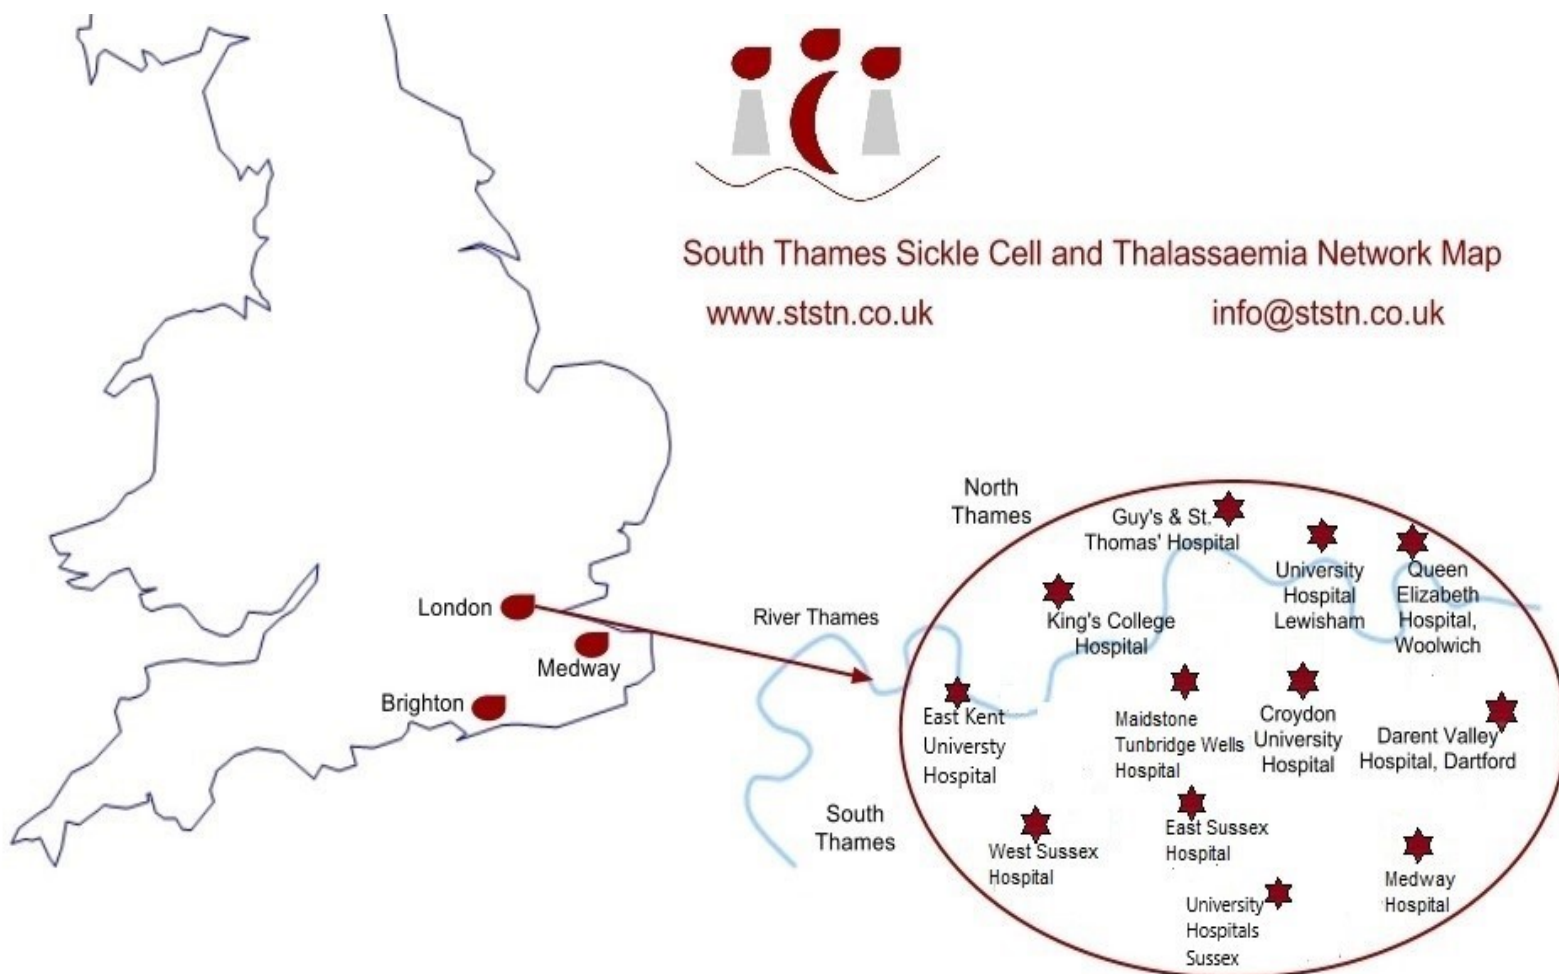 South Thames Sickle Cell and Thalassaemia Network Map
www.ststn.co.uk
info@ststn.co.uk
London
Medway
Brighton
River Thames
North
Thames
South
Thames
Guy's & St.
Thomas' Hospital
University
Hospital
Lewisham
Queen
Elizabeth
Hospital,
Woolwich
King's College
Hospital
East Kent
Universty
Hospital
Maidstone
Tunbridge Wells
Hospital
Croydon
University
Hospital
Darent Valley
Hospital, Dartford
West Sussex
Hospital
East Sussex
Hospital
Medway
Hospital
University
Hospitals
Sussex